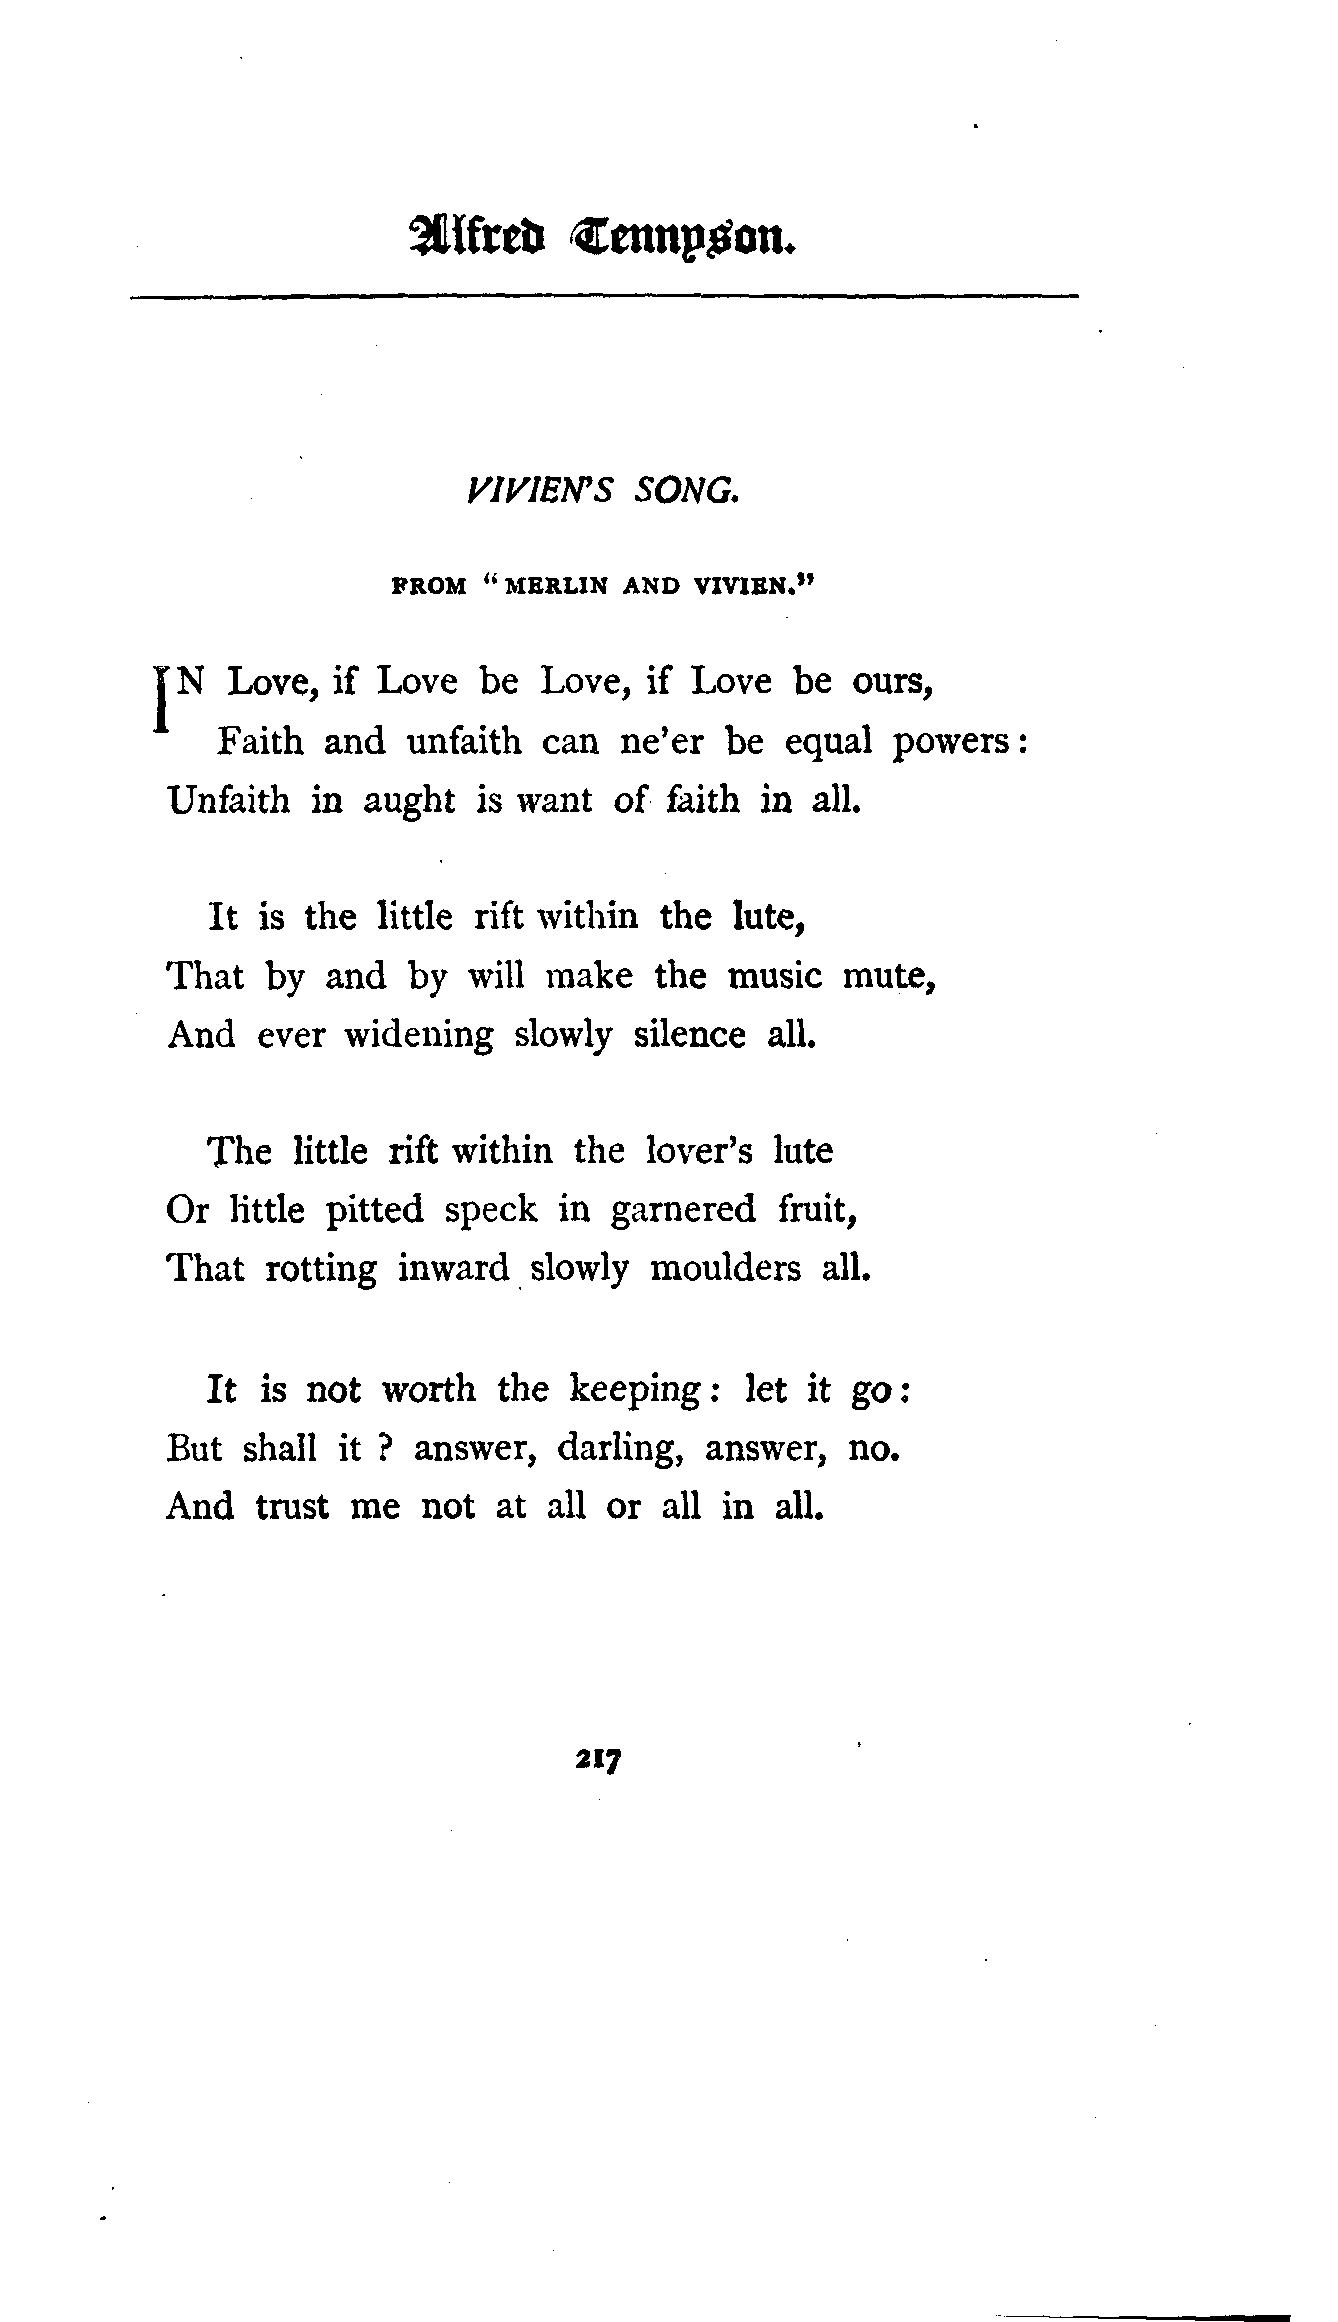 Alfred Tennyson.
VIVIEN'S SONG.
FROM "MERLIN AND VIVIEN."
IN Love, if Love be Love, if Love be ours,
Faith and unfaith can ne'er be equal powers:
Unfaith in aught is want of faith in all.
It is the little rift within the lute,
That by and by will make the music mute,
And ever widening slowly silence all.
The little rift within the lover's lute
Or little pitted speck in garnered fruit,
That rotting inward slowly moulders all.
It is not worth the keeping: let it go:
But shall it ? answer, darling, answer, no.
And trust me not at all or all in all.
217